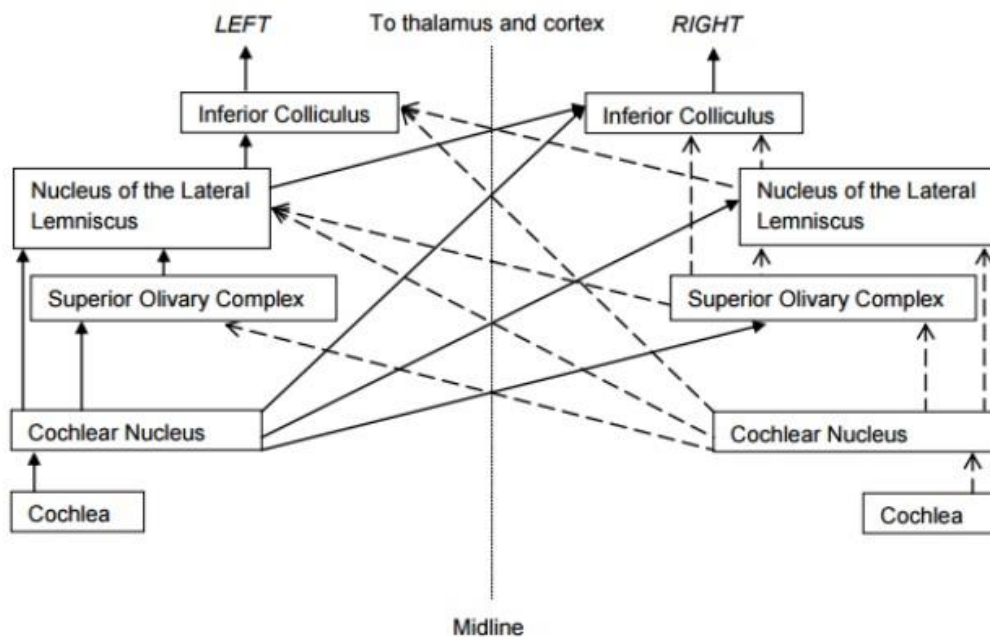 LEFT To thalamus and cortex RIGHT
Inferior Colliculus Inferior Colliculus
Nucleus of the Lateral Nucleus of the Lateral
Lemniscus Lemniscus
Superior Olivary Complex Superior Olivary Complex
Cochlear Nucleus Cochlear Nucleus
Cochlea Cochlea
Midline